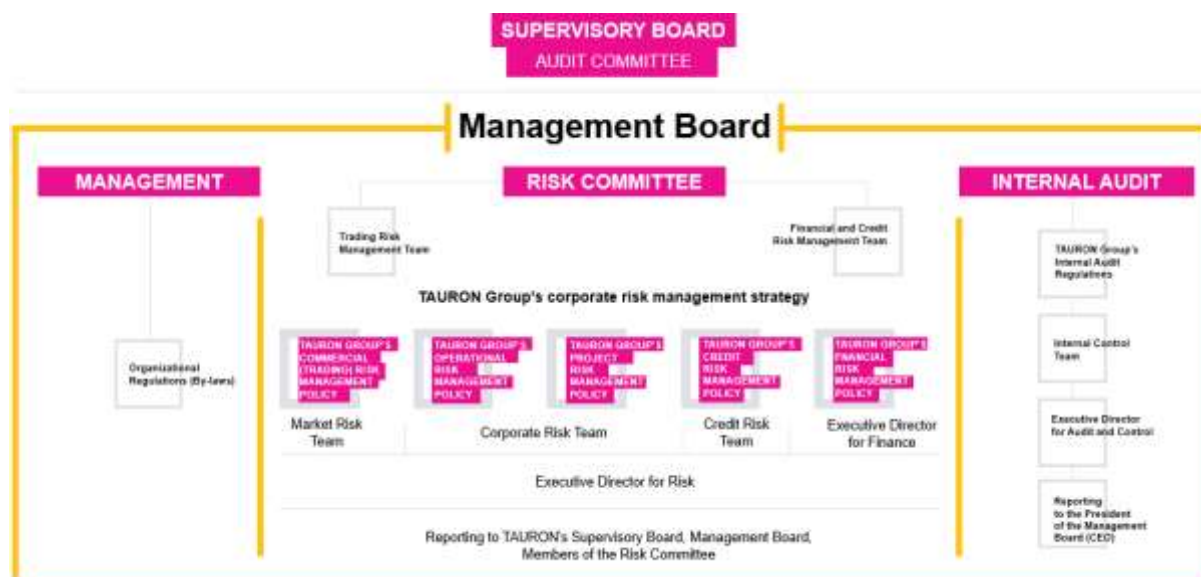 SUPERVISORY BOARD
AUDIT COMMITTEE
Management Board
MANAGEMENT
RISK COMMITTEE
INTERNAL AUDIT
Trading Risk
Management Team
Financial and Credit
Risk Management Team
TAURON Group's
Internal Audit
Regulations
TAURON Group's corporate risk management strategy
Organizational
Regulations (By-laws)
TAURON GROUP'S
COMMERCIAL
(TRADING) RISK
MANAGEMENT
POLICY
TAURON GROUP'S
OPERATIONAL
RISK
MANAGEMENT
POLICY
TAURON GROUP'S
PROJECT
RISK
MANAGEMENT
POLICY
TAURON GROUP'S
CREDIT
RISK
MANAGEMENT
POLICY
TAURON GROUP'S
FINANCIAL
RISK
MANAGEMENT
POLICY
Internal Control
Team
Market Risk
Team
Corporate Risk Team
Credit Risk
Team
Executive Director
for Finance
Executive Director
for Audit and Control
Executive Director for Risk
Reporting
to the President
of the Management
Board (CEO)
Reporting to TAURON's Supervisory Board, Management Board,
Members of the Risk Committee